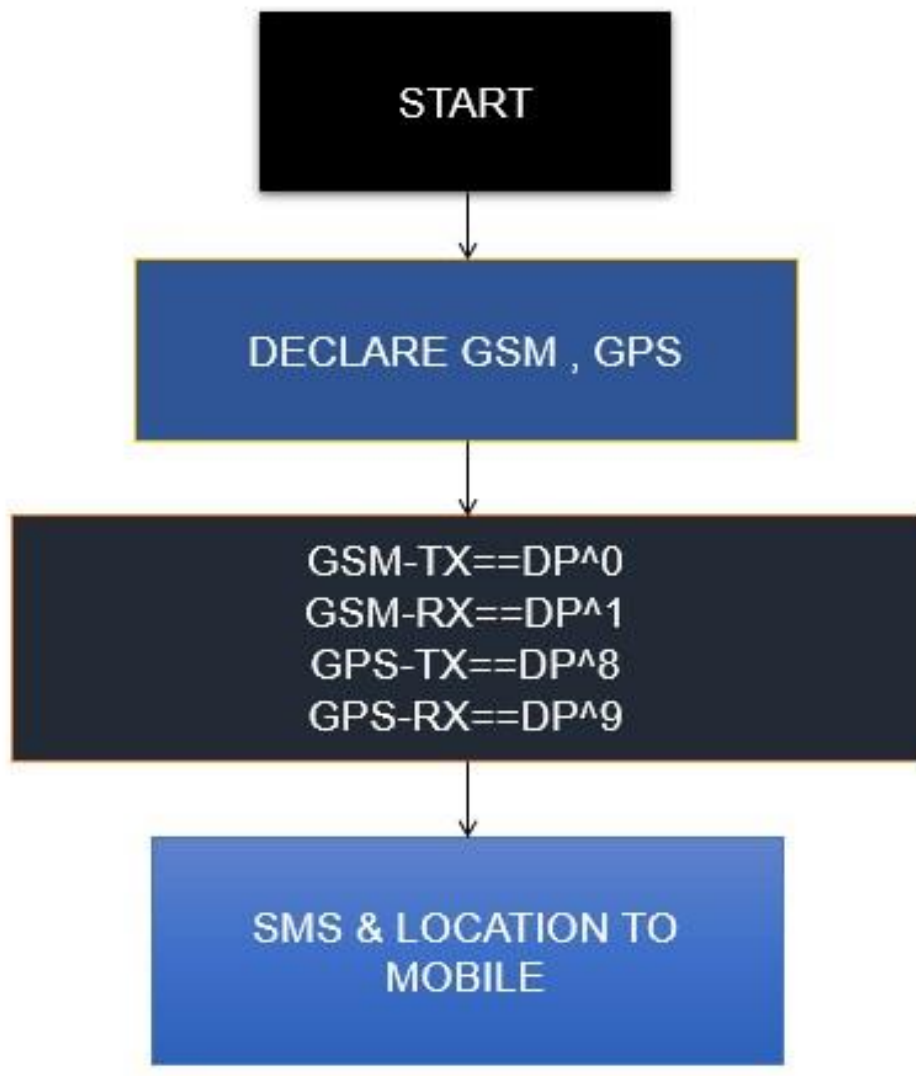 START
DECLARE GSM , GPS
GSM-TX==DP^0
GSM-RX==DP^1
GPS-TX==DP^8
GPS-RX==DP^9
SMS & LOCATION TO
MOBILE